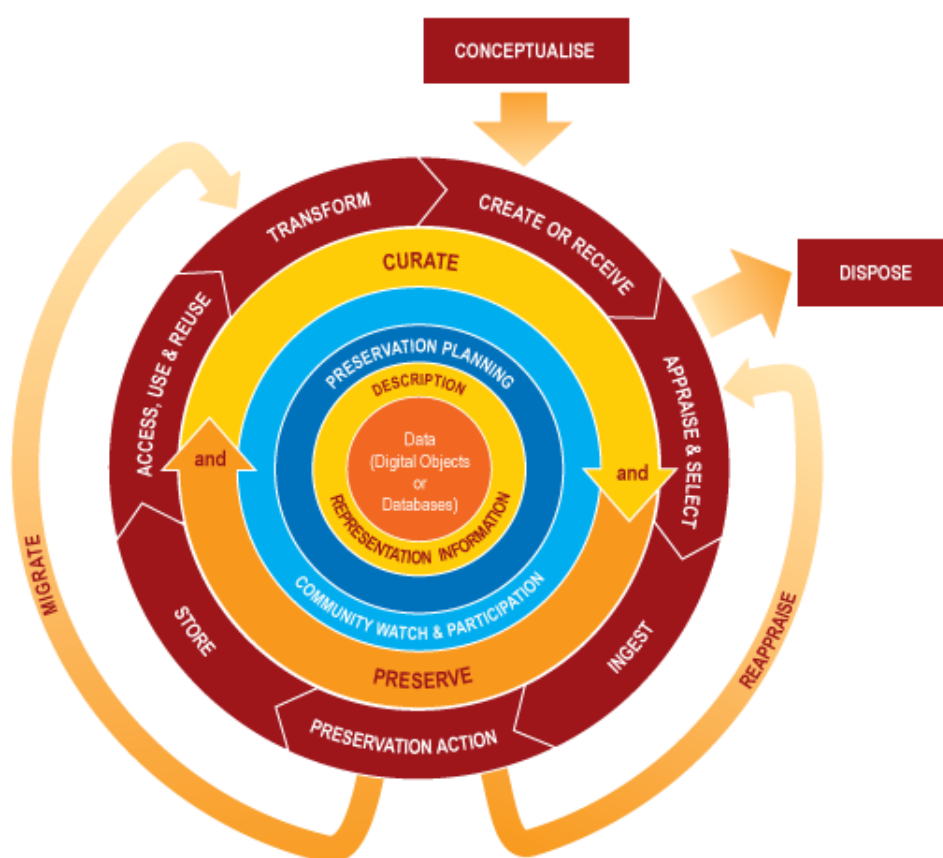 CONCEPTUALISE
CREATE OR RECEIVE
TRANSFORM
DISPOSE
CURATE
ACCESS, USE & REUSE
APPRAISE & SELECT
PRESERVATION PLANNING
DESCRIPTION
Data
(Digital Objects
or
Databases)
and
and
REPRESENTATION INFORMATION
COMMUNITY WATCH & PARTICIPATION
MIGRATE
STORE
INGEST
REAPPRAISE
PRESERVE
PRESERVATION ACTION